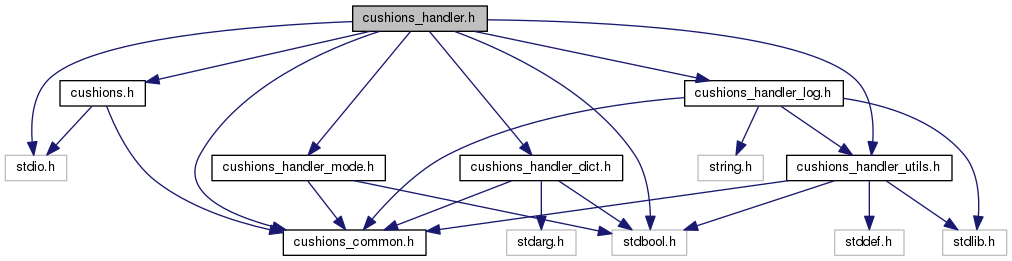 cushions_handler.h
cushions.h
cushions_handler_log.h
stdio.h
cushions_handler_mode.h
cushions_handler_dict.h
string.h
cushions_handler_utils.h
cushions_common.h
stdarg.h
stdbool.h
stddef.h
stdlib.h